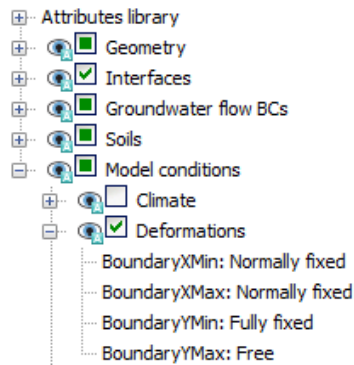 Attributes library
Geometry
Interfaces
Groundwater flow BCs
Soils
Model conditions
Climate
Deformations
BoundaryXMin: Normally fixed
BoundaryXMax: Normally fixed
BoundaryYMin: Fully fixed
BoundaryYMax: Free